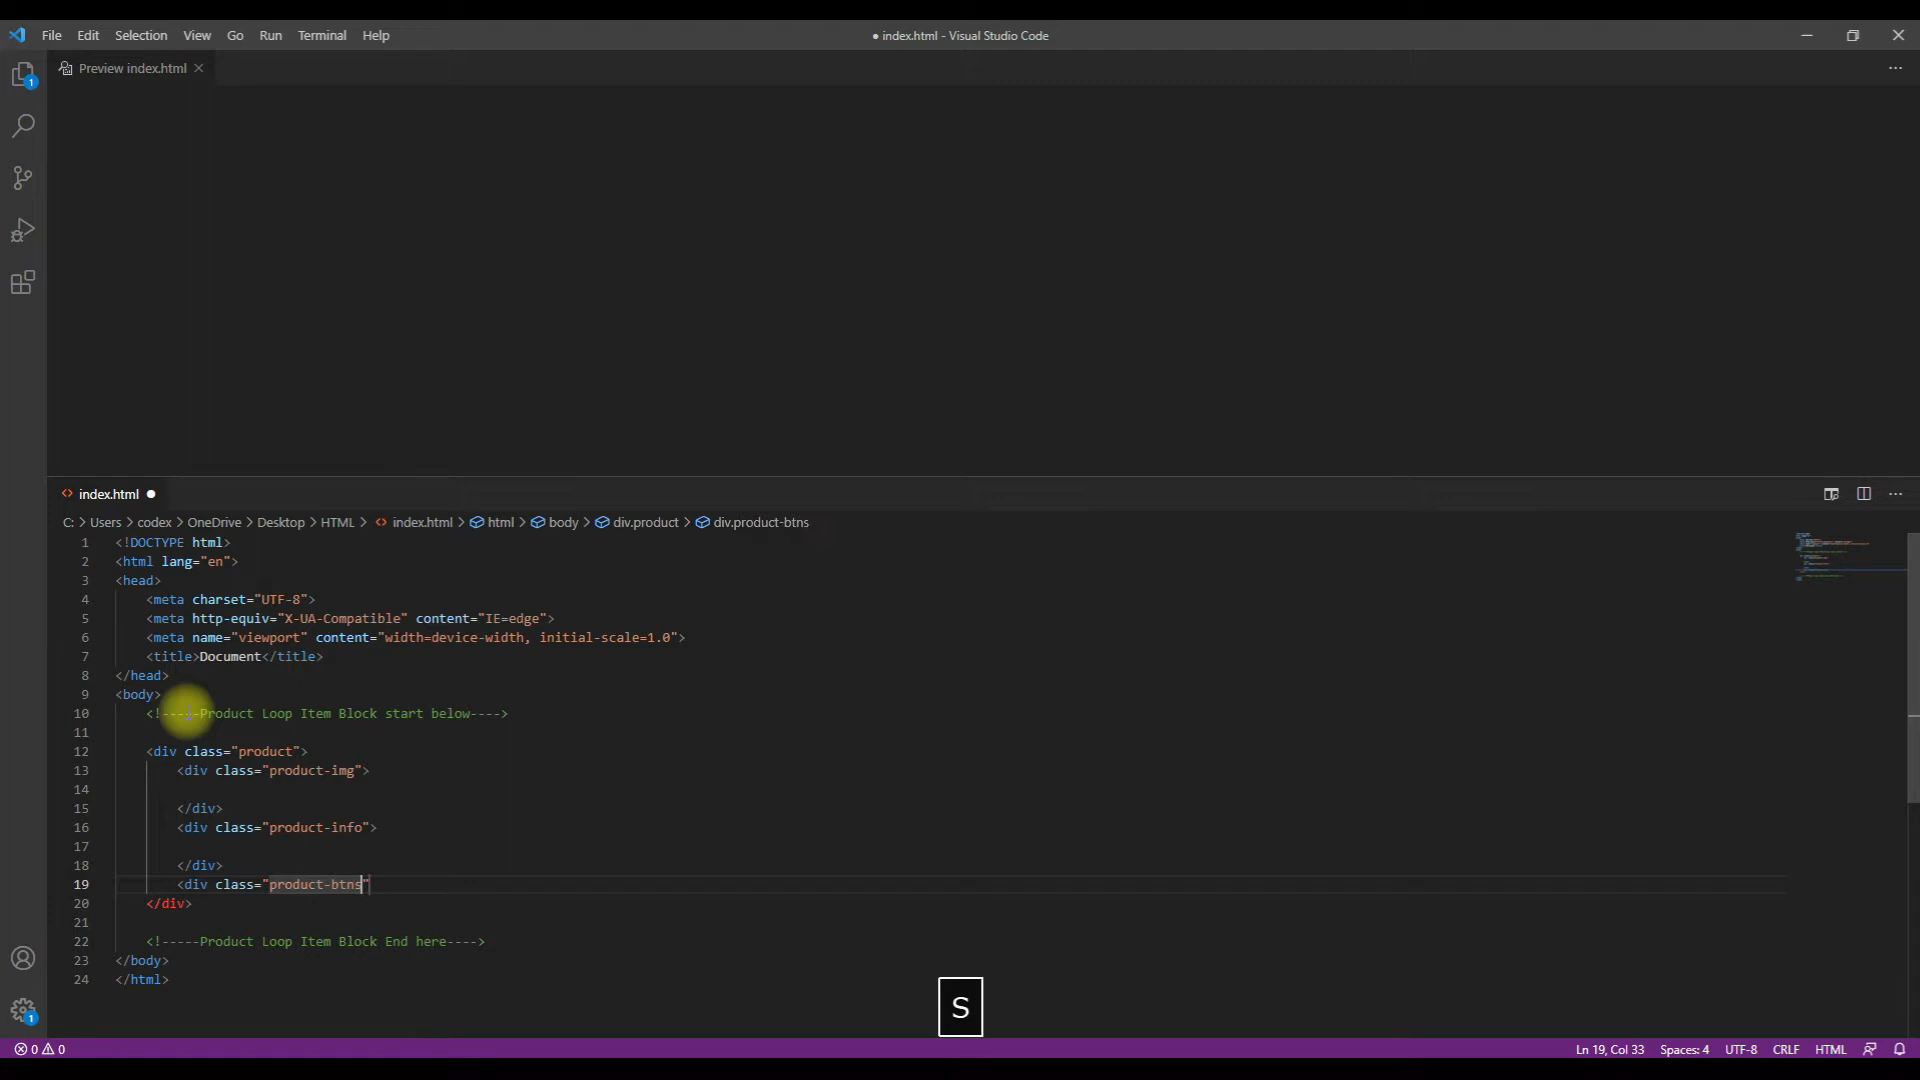 File Edit Selection View Go Run Terminal Help ● index.html - Visual Studio Code
Preview index.html
1
index.html
C: > Users > codex > OneDrive > Desktop > HTML > <> index.html > html > body > div.product > div.product-btns
1 <!DOCTYPE html>
2 <html lang="en">
3 <head>
4 <meta charset="UTF-8">
5 <meta http-equiv="X-UA-Compatible" content="IE=edge">
6 <meta name="viewport" content="width=device-width, initial-scale=1.0">
7 <title>Document</title>
8 </head>
9 <body>
10 <!-----Product Loop Item Block start below---->
11
12 <div class="product">
13 <div class="product-img">
14
15 </div>
16 <div class="product-info">
17
18 </div>
19 <div class="product-btns"
20 </div>
21
22 <!-----Product Loop Item Block End here---->
23 </body>
24 </html>
S
1
0 0 Ln 19, Col 33 Spaces: 4 UTF-8 CRLF HTML